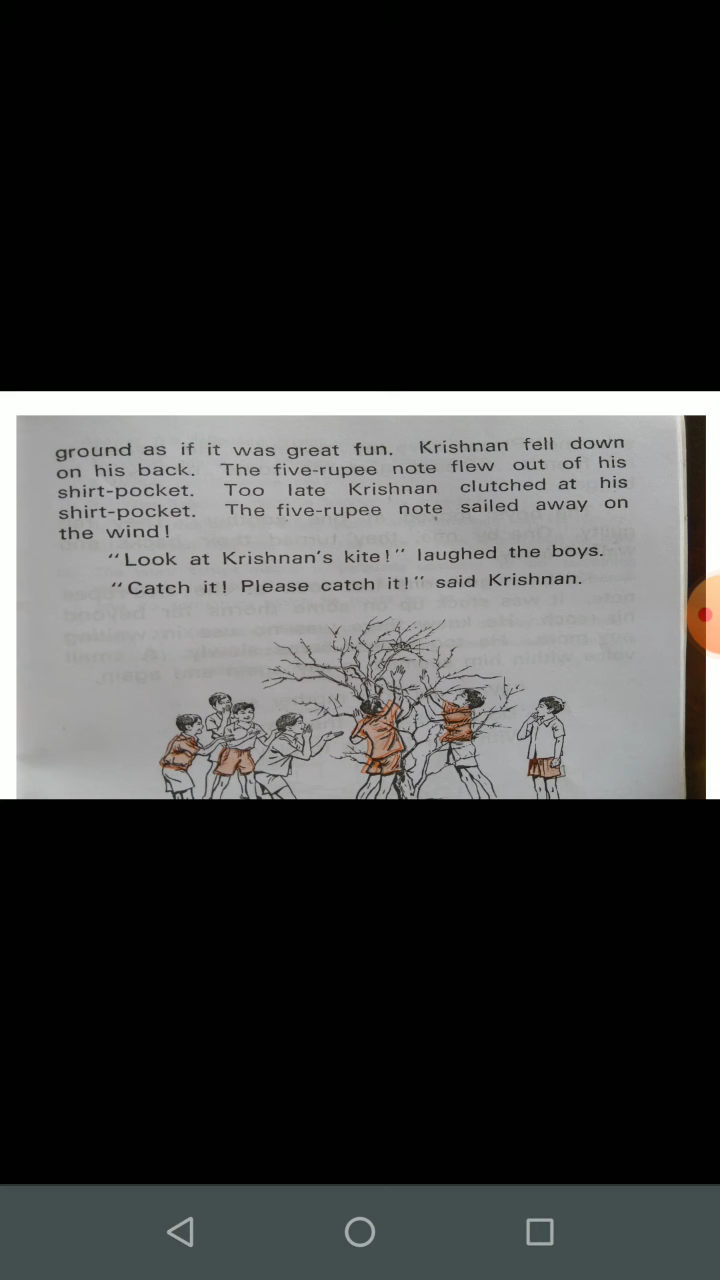 ground as if it was great fun. Krishnan fell down
on his back. The five-rupee note flew out of his
shirt-pocket. Too late Krishnan clutched at his
shirt-pocket. The five-rupee note sailed away on
the wind!
“Look at Krishnan's kite!” laughed the boys.
“Catch it! Please catch it!” said Krishnan.